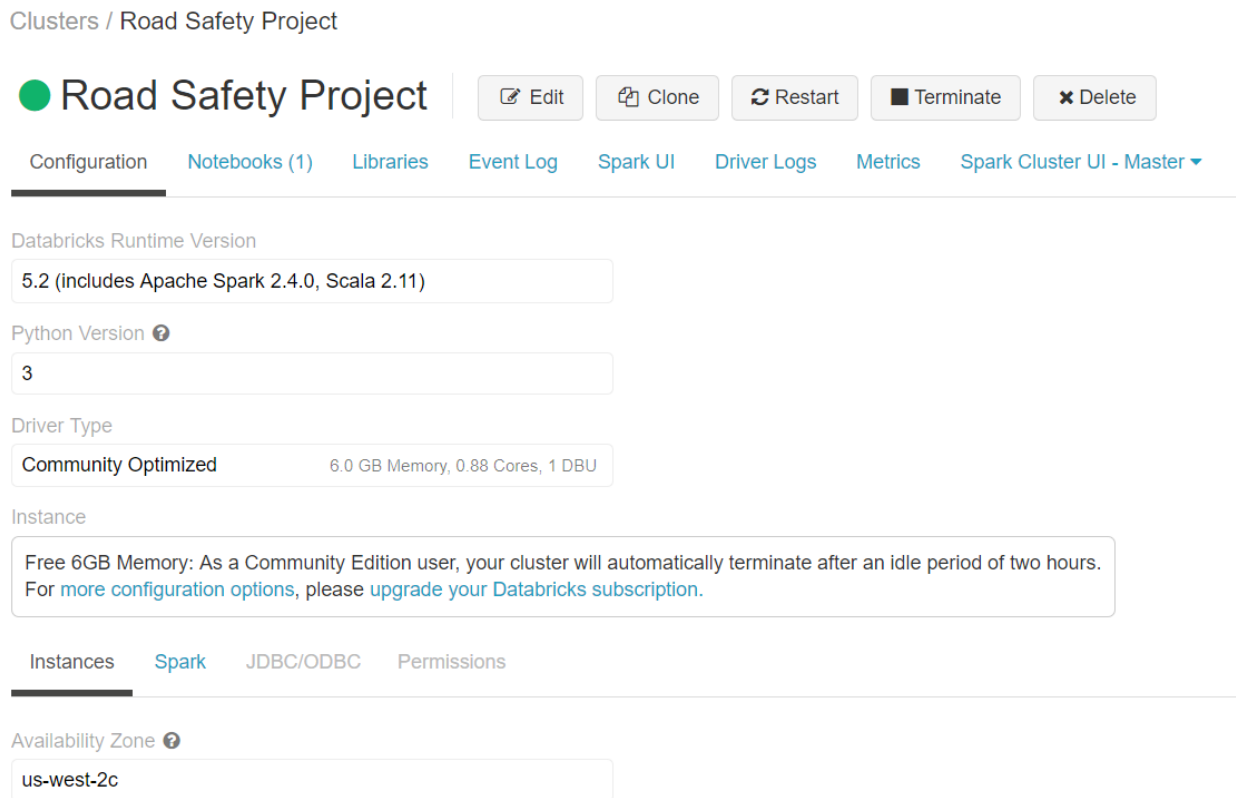 Clusters / Road Safety Project
Road Safety Project Edit Clone Restart Terminate Delete
Configuration Notebooks (1) Libraries Event Log Spark UI Driver Logs Metrics Spark Cluster UI - Master
Databricks Runtime Version
5.2 (includes Apache Spark 2.4.0, Scala 2.11)
Python Version
3
Driver Type
Community Optimized 6.0 GB Memory, 0.88 Cores, 1 DBU
Instance
Free 6GB Memory: As a Community Edition user, your cluster will automatically terminate after an idle period of two hours.
For more configuration options, please upgrade your Databricks subscription.
Instances Spark JDBC/ODBC Permissions
Availability Zone
us-west-2c